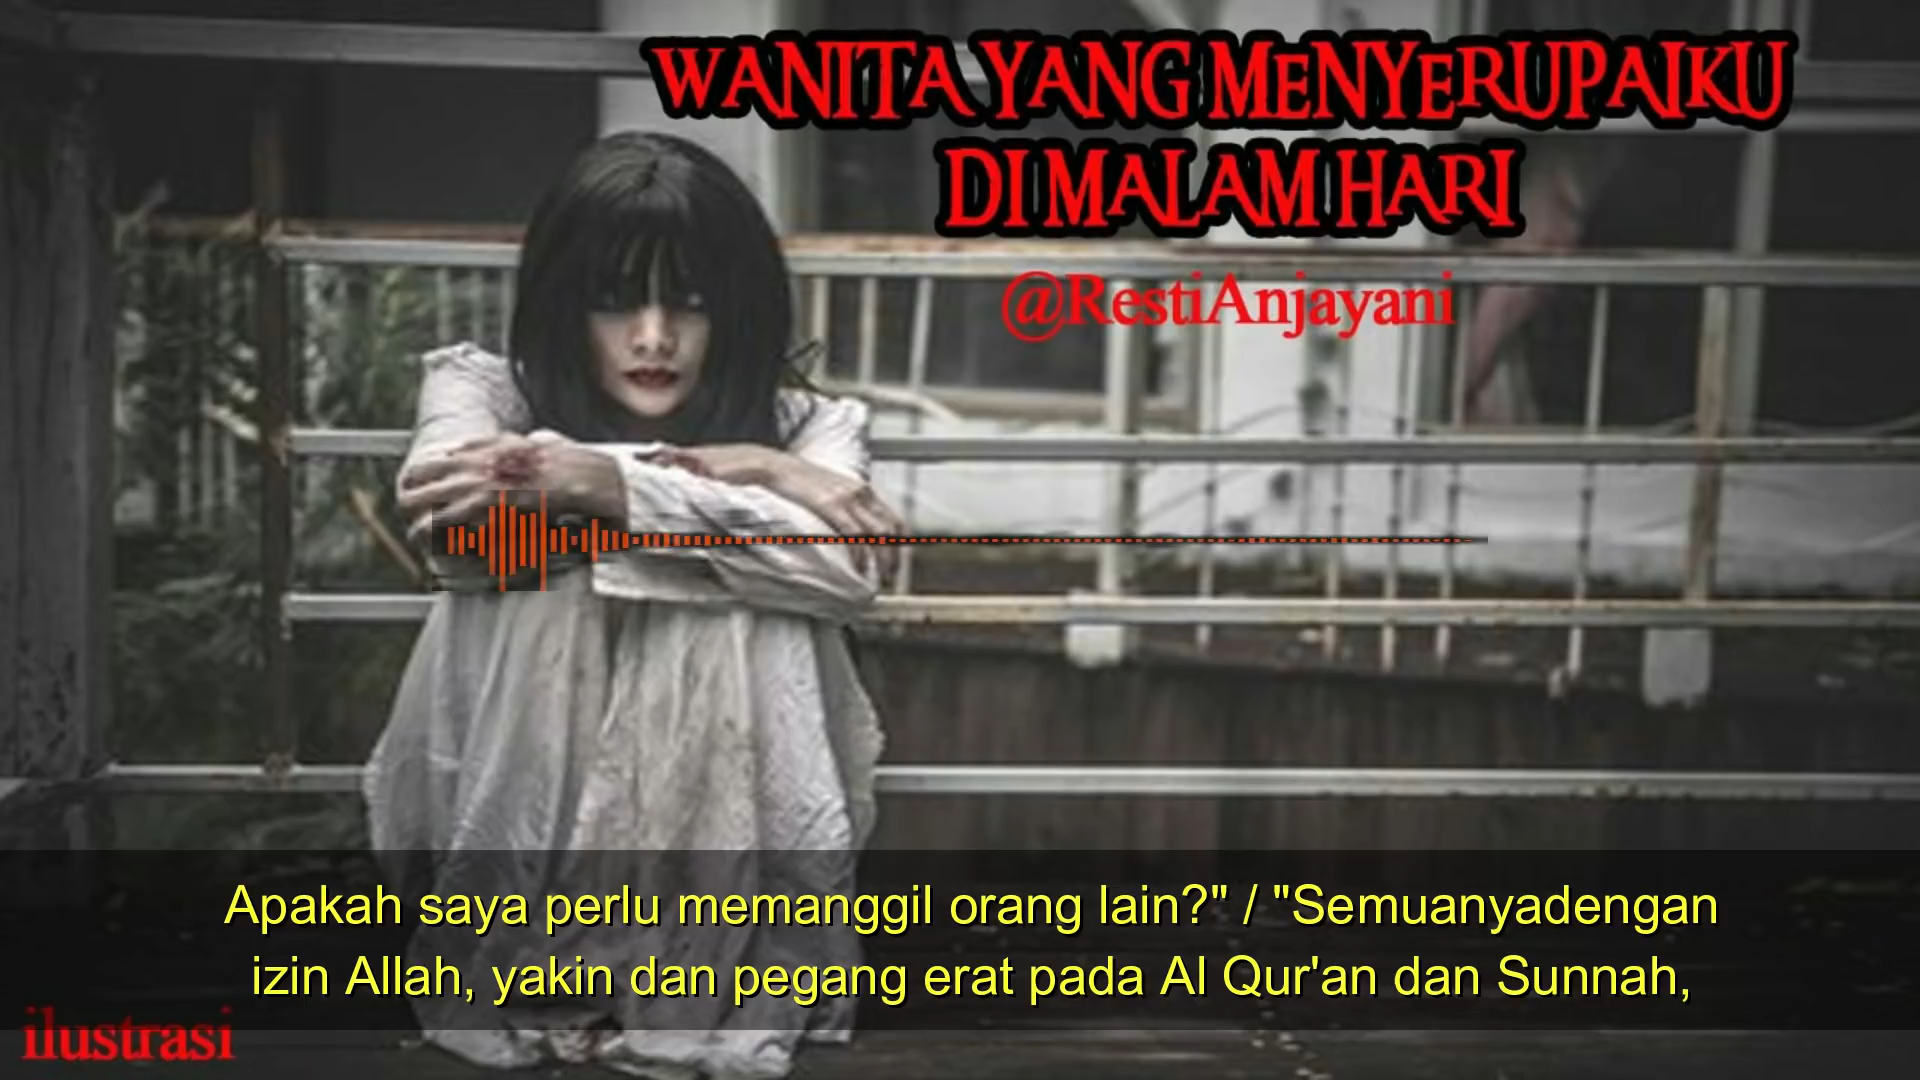 WANITA YANG MENYERUPAIKU
DI MALAM HARI
@RestiAnjayani
Apakah saya perlu memanggil orang lain?" / "Semuanyadengan
izin Allah, yakin dan pegang erat pada Al Qur'an dan Sunnah,
ilustrasi